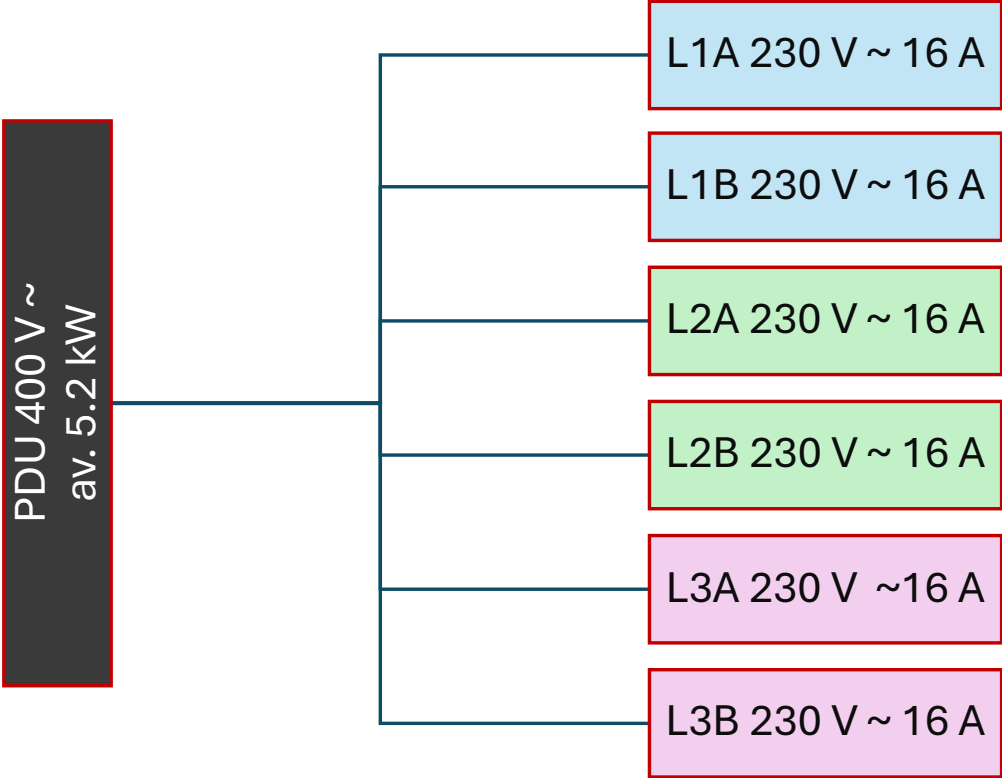 PDU 400 V ~
av. 5.2 kW
L1A 230 V ~ 16 A
L1B 230 V ~ 16 A
L2A 230 V ~ 16 A
L2B 230 V ~ 16 A
L3A 230 V  ~16 A
L3B 230 V ~ 16 A